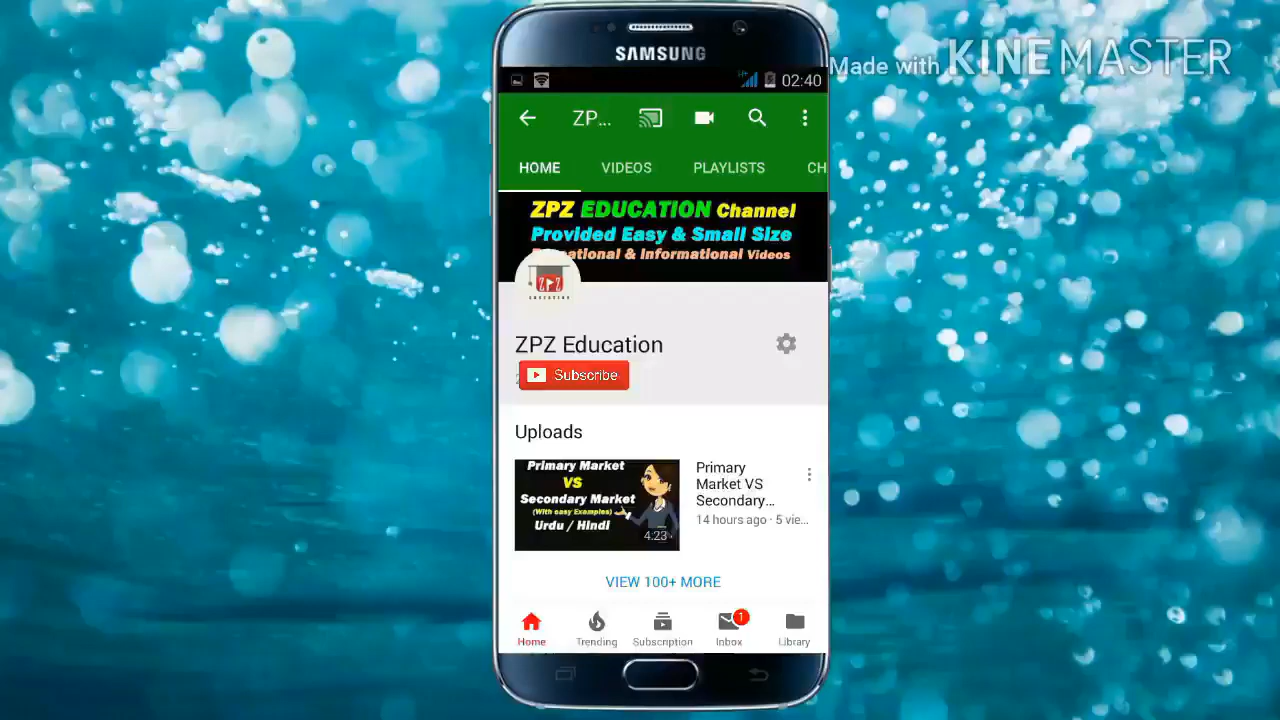 Made with KINEMASTER
SAMSUNG
02:40
ZP...
HOME VIDEOS PLAYLISTS CH
ZPZ EDUCATION Channel
Provided Easy & Small Size
& Informational Videos
ZPZ
EDUCATION
ZPZ Education
Subscribe
Uploads
Primary Market
VS
Secondary Market
(With easy Examples)
Urdu / Hindi
4:23
Primary
Market VS
Secondary...
14 hours ago · 5 vie...
VIEW 100+ MORE
1
Home Trending Subscription Inbox Library